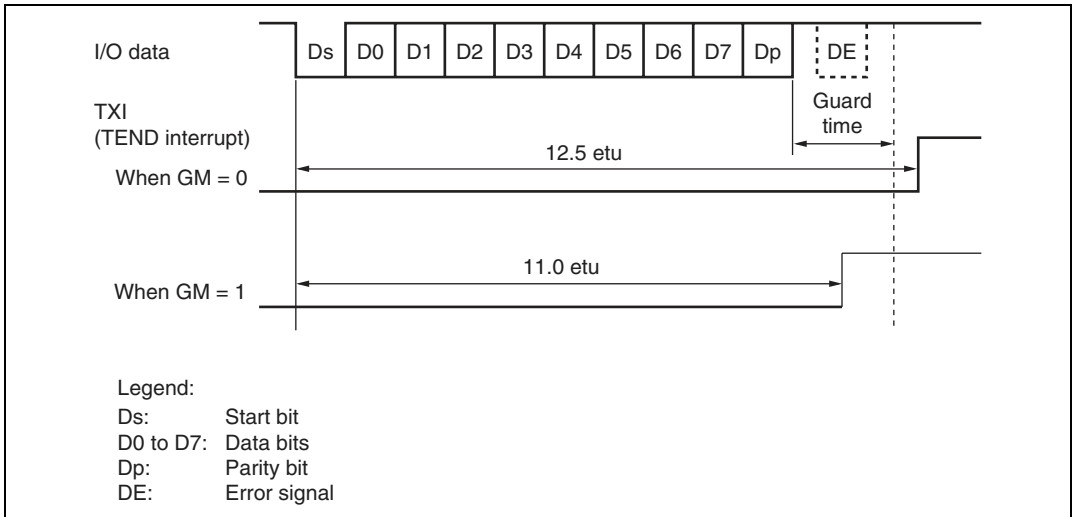 I/O data
Ds D0 D1 D2 D3 D4 D5 D6 D7 Dp DE
Guard
time
TXI
(TEND interrupt)
12.5 etu
When GM = 0
11.0 etu
When GM = 1
Legend:
Ds: Start bit
D0 to D7: Data bits
Dp: Parity bit
DE: Error signal